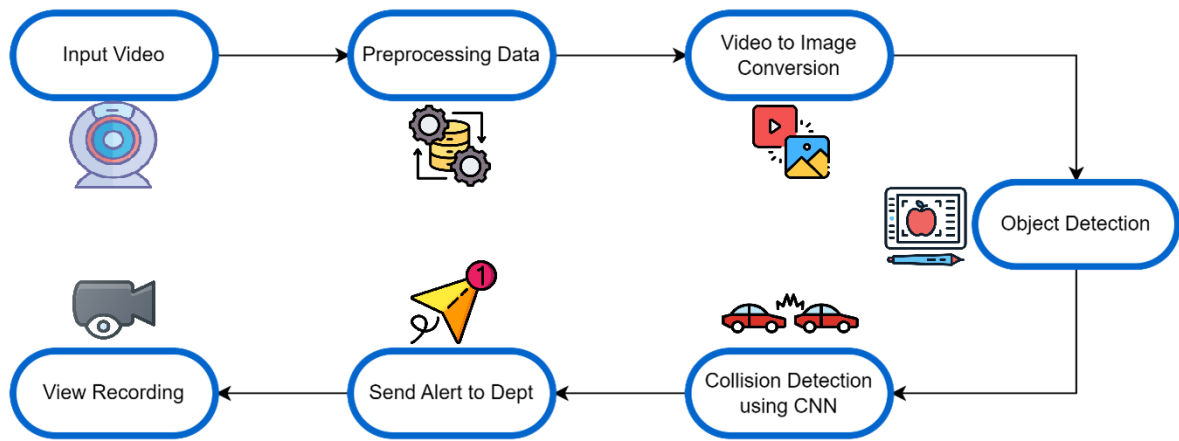 Input Video
Preprocessing Data
Video to Image
Conversion
Object Detection
1
View Recording
Send Alert to Dept
Collision Detection
using CNN